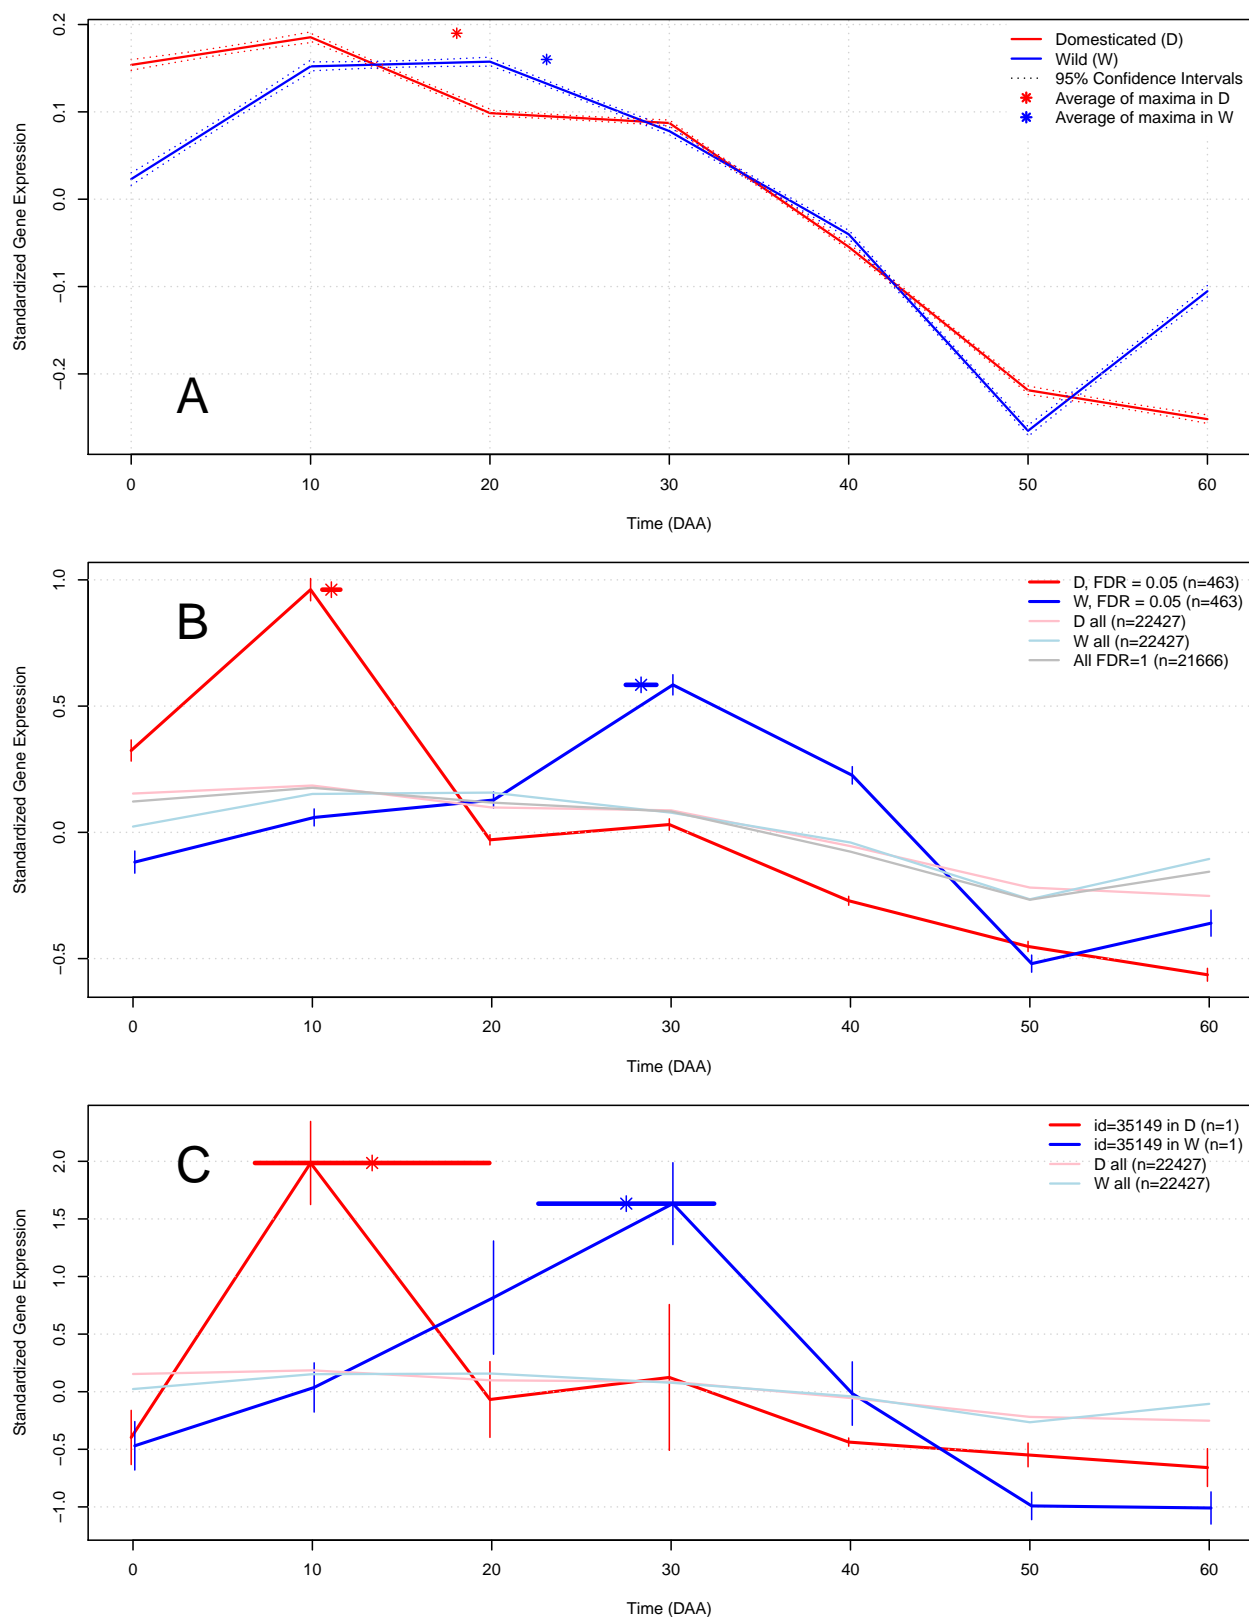 0.2
0.1
0.0
−0.1
−0.2
Standardized Gene Expression
Domesticated (D)
Wild (W)
95% Confidence Intervals
Average of maxima in D
Average of maxima in W
A
0 10 20 30 40 50 60
Time (DAA)
1.0
0.5
0.0
−0.5
Standardized Gene Expression
B
D, FDR = 0.05 (n=463)
W, FDR = 0.05 (n=463)
D all (n=22427)
W all (n=22427)
All FDR=1 (n=21666)
0 10 20 30 40 50 60
Time (DAA)
2.0
1.5
1.0
0.5
0.0
−0.5
−1.0
Standardized Gene Expression
C
id=35149 in D (n=1)
id=35149 in W (n=1)
D all (n=22427)
W all (n=22427)
0 10 20 30 40 50 60
Time (DAA)